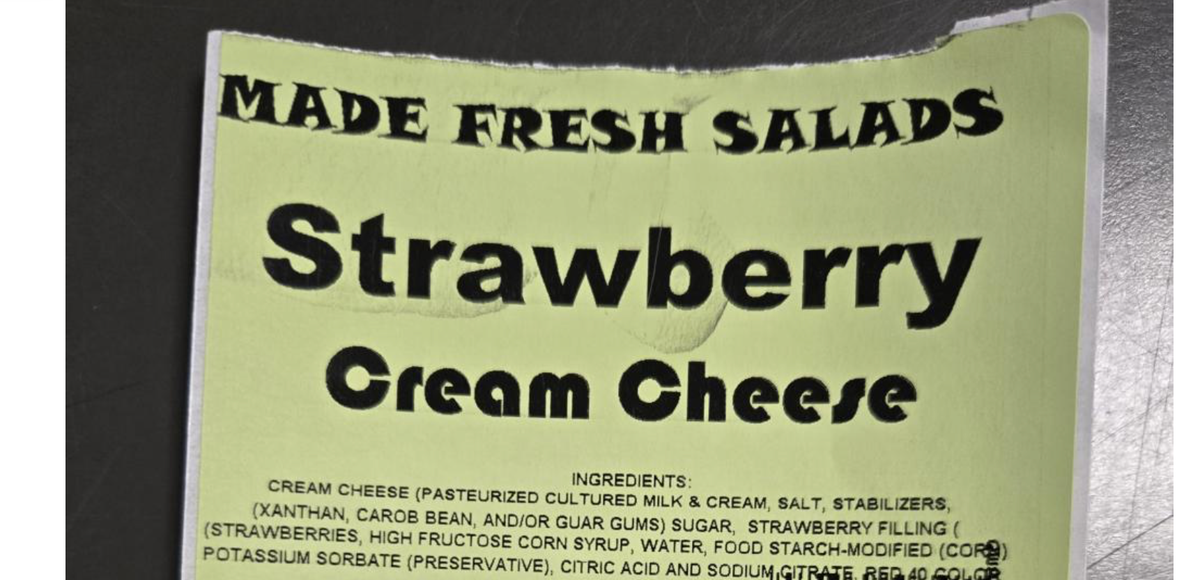 MADE FRESH SALADS
Strawberry
Cream Cheese
INGREDIENTS:
CREAM CHEESE (PASTEURIZED CULTURED MILK & CREAM, SALT, STABILIZERS,
(XANTHAN, CAROB BEAN, AND/OR GUAR GUMS) SUGAR, STRAWBERRY FILLING (
(STRAWBERRIES, HIGH FRUCTOSE CORN SYRUP, WATER, FOOD STARCH-MODIFIED (CORN)
POTASSIUM SORBATE (PRESERVATIVE), CITRIC ACID AND SODIUM CITRATE, RED 40 COLOR